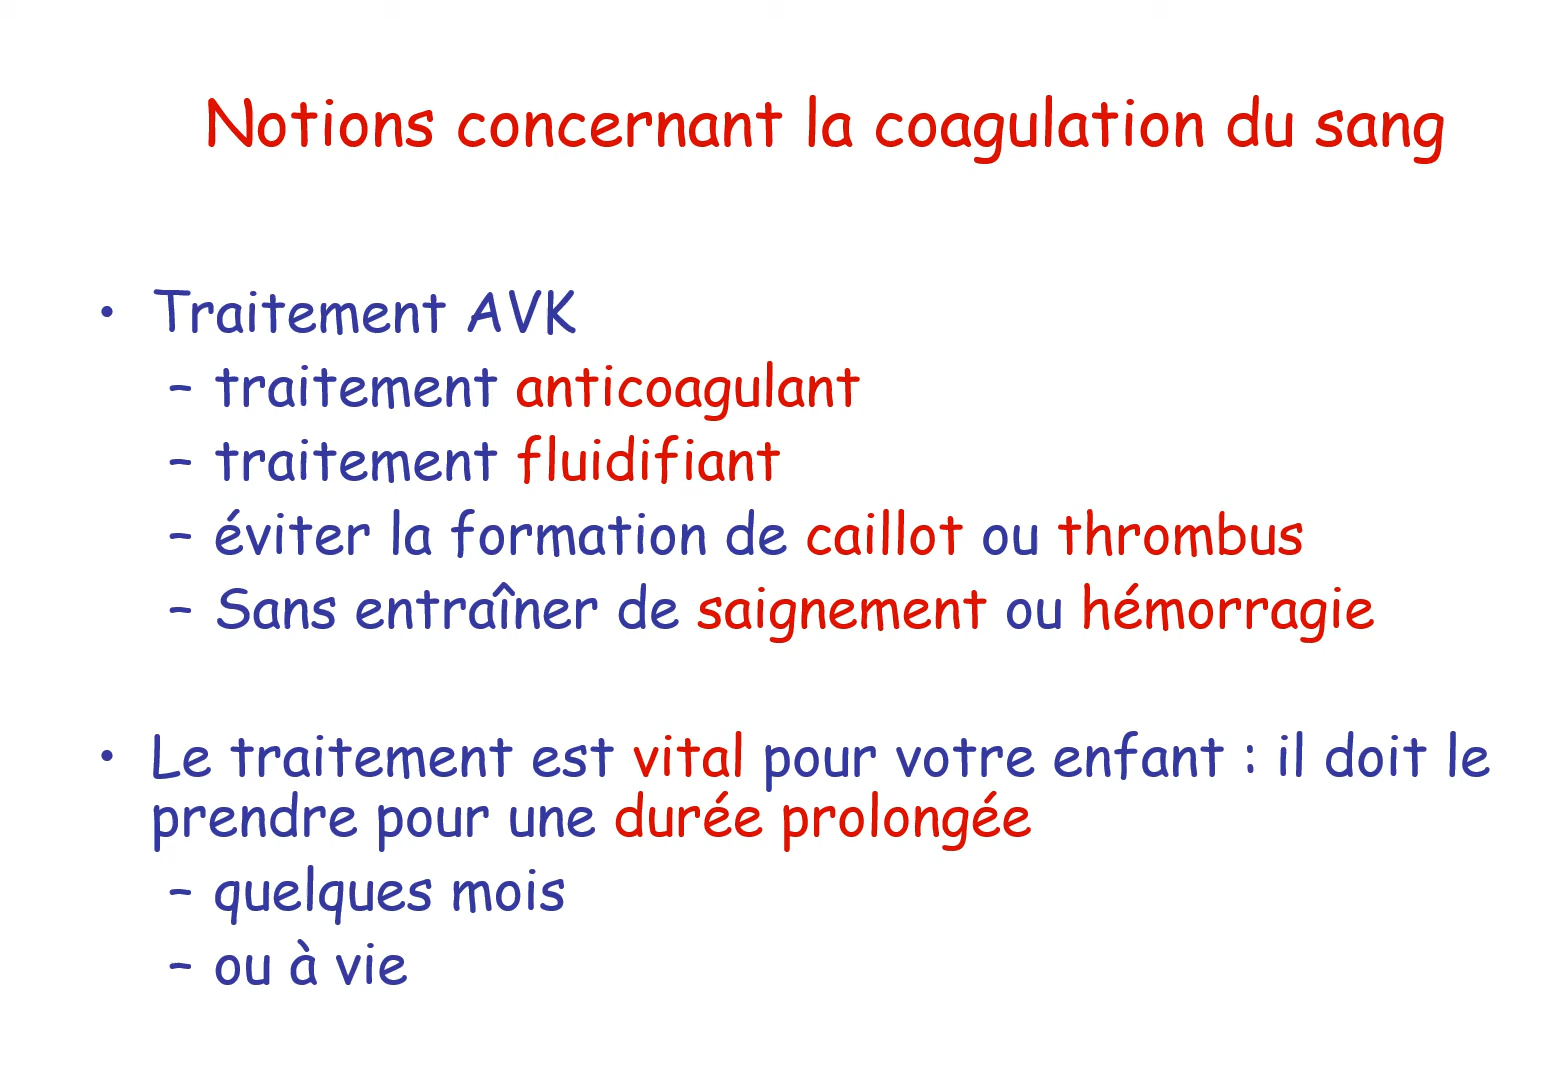 Notions concernant la coagulation du sang
• Traitement AVK
– traitement anticoagulant
– traitement fluidifiant
– éviter la formation de caillot ou thrombus
– Sans entraîner de saignement ou hémorragie
• Le traitement est vital pour votre enfant : il doit le
prendre pour une durée prolongée
– quelques mois
– ou à vie